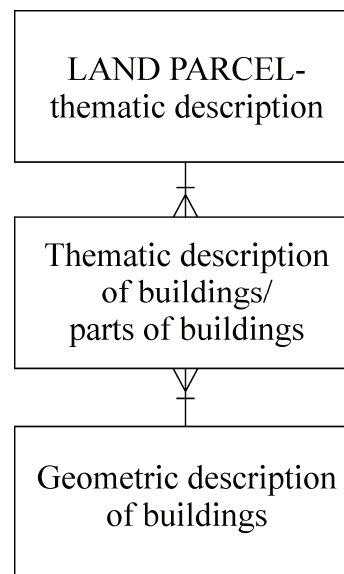 LAND PARCEL-
thematic description
Thematic description
of buildings/
parts of buildings
Geometric description
of buildings